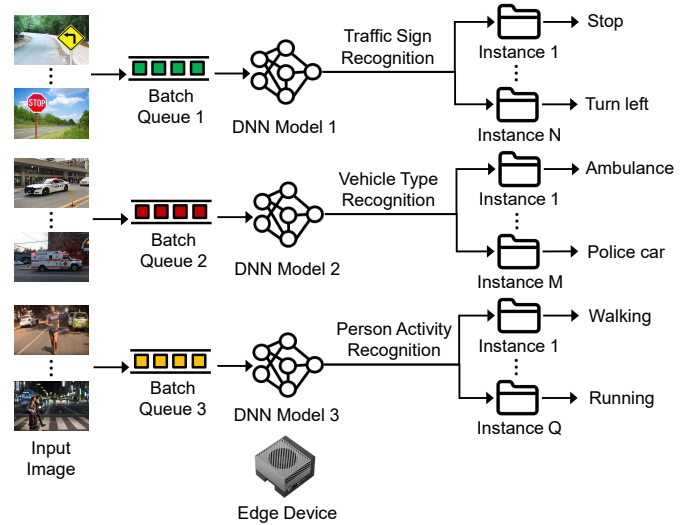 Traffic Sign
Recognition
Instance 1
Stop
STOP
Batch
Queue 1
DNN Model 1
Instance N
Turn left
Vehicle Type
Recognition
Instance 1
Ambulance
Batch
Queue 2
DNN Model 2
Instance M
Police car
Person Activity
Recognition
Instance 1
Walking
Batch
Queue 3
DNN Model 3
Instance Q
Running
Input
Image
Edge Device